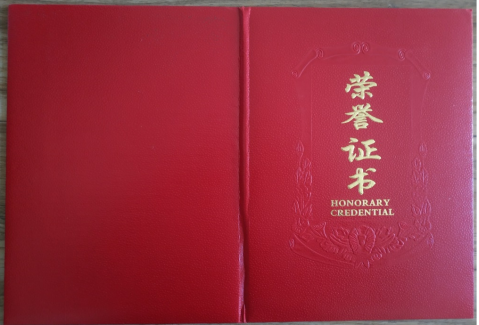 荣誉证书
HONORARY
CREDENTIAL